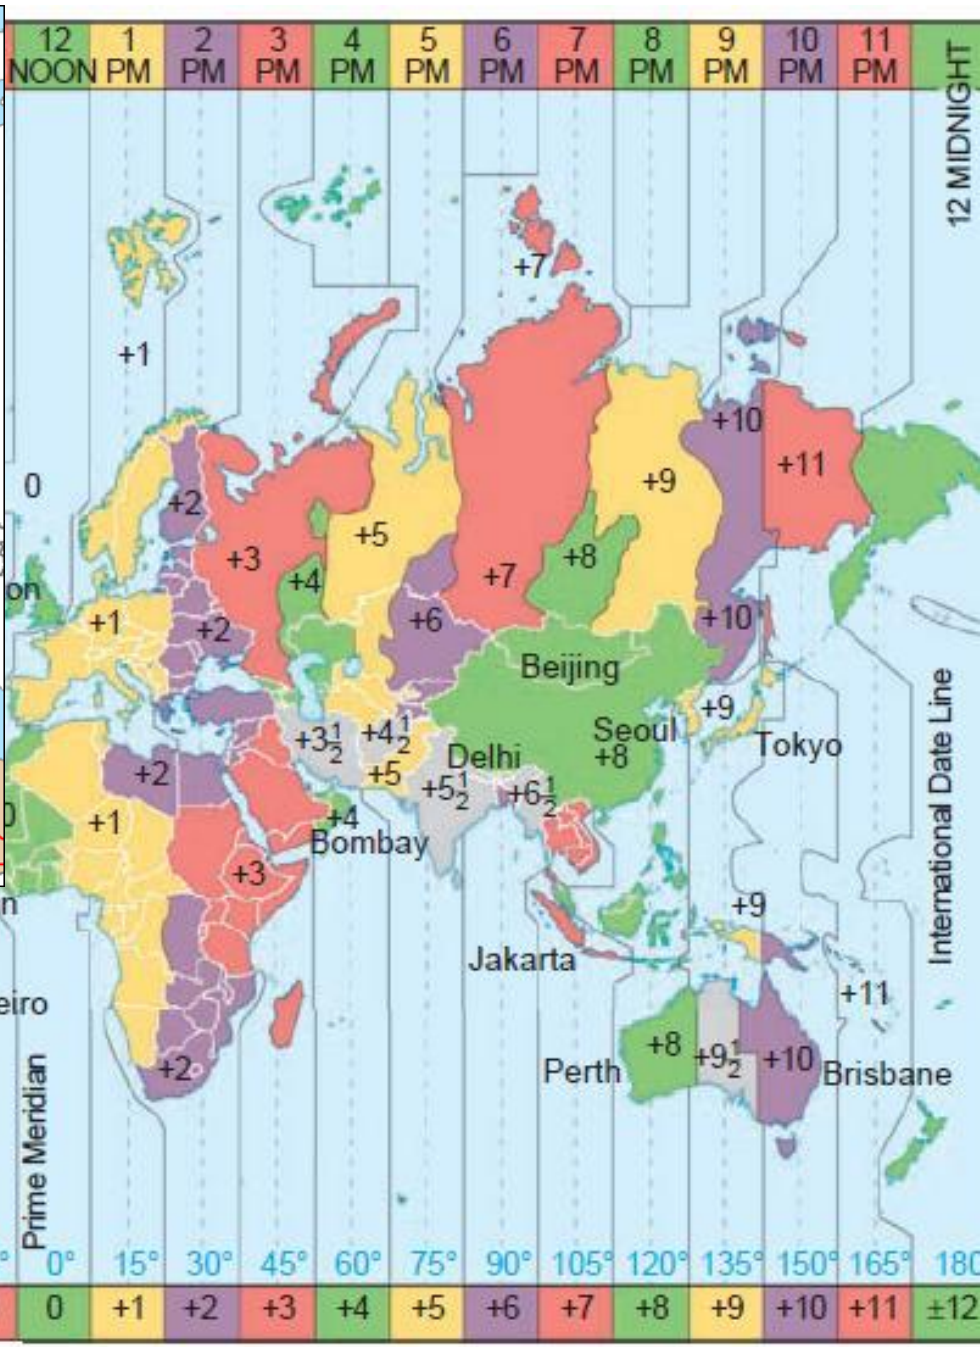 12 1 2 3 4 5 6 7 8 9 10 11
NOON PM PM PM PM PM PM PM PM PM PM PM
12 MIDNIGHT
+7
+1
+10
+11
0
+9
+2
+5
+3
+8
+4
+7
on
+1
+2
+6
+10
Beijing
+9
Seoul
+3½
+4½
Tokyo
Delhi
+8
+2
+5
+5½
+6½
0
+1
+4
Bombay
+3
n
+9
International Date Line
Jakarta
eiro
+11
+8
+9½
+10
+2
Perth
Brisbane
Prime Meridian
° 0° 15° 30° 45° 60° 75° 90° 105° 120° 135° 150° 165° 180
0 +1 +2 +3 +4 +5 +6 +7 +8 +9 +10 +11 ±12